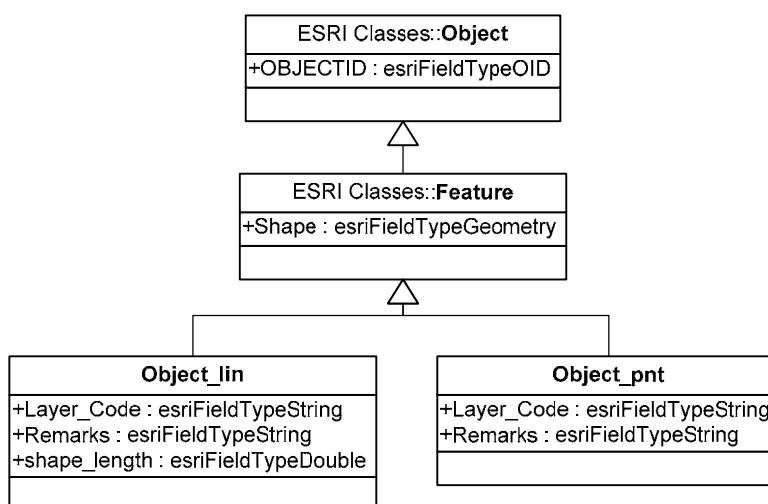 ESRI Classes::Object
+OBJECTID : esriFieldTypeOID
ESRI Classes::Feature
+Shape : esriFieldTypeGeometry
Object_lin
+Layer_Code : esriFieldTypeString
+Remarks : esriFieldTypeString
+shape_length : esriFieldTypeDouble
Object_pnt
+Layer_Code : esriFieldTypeString
+Remarks : esriFieldTypeString